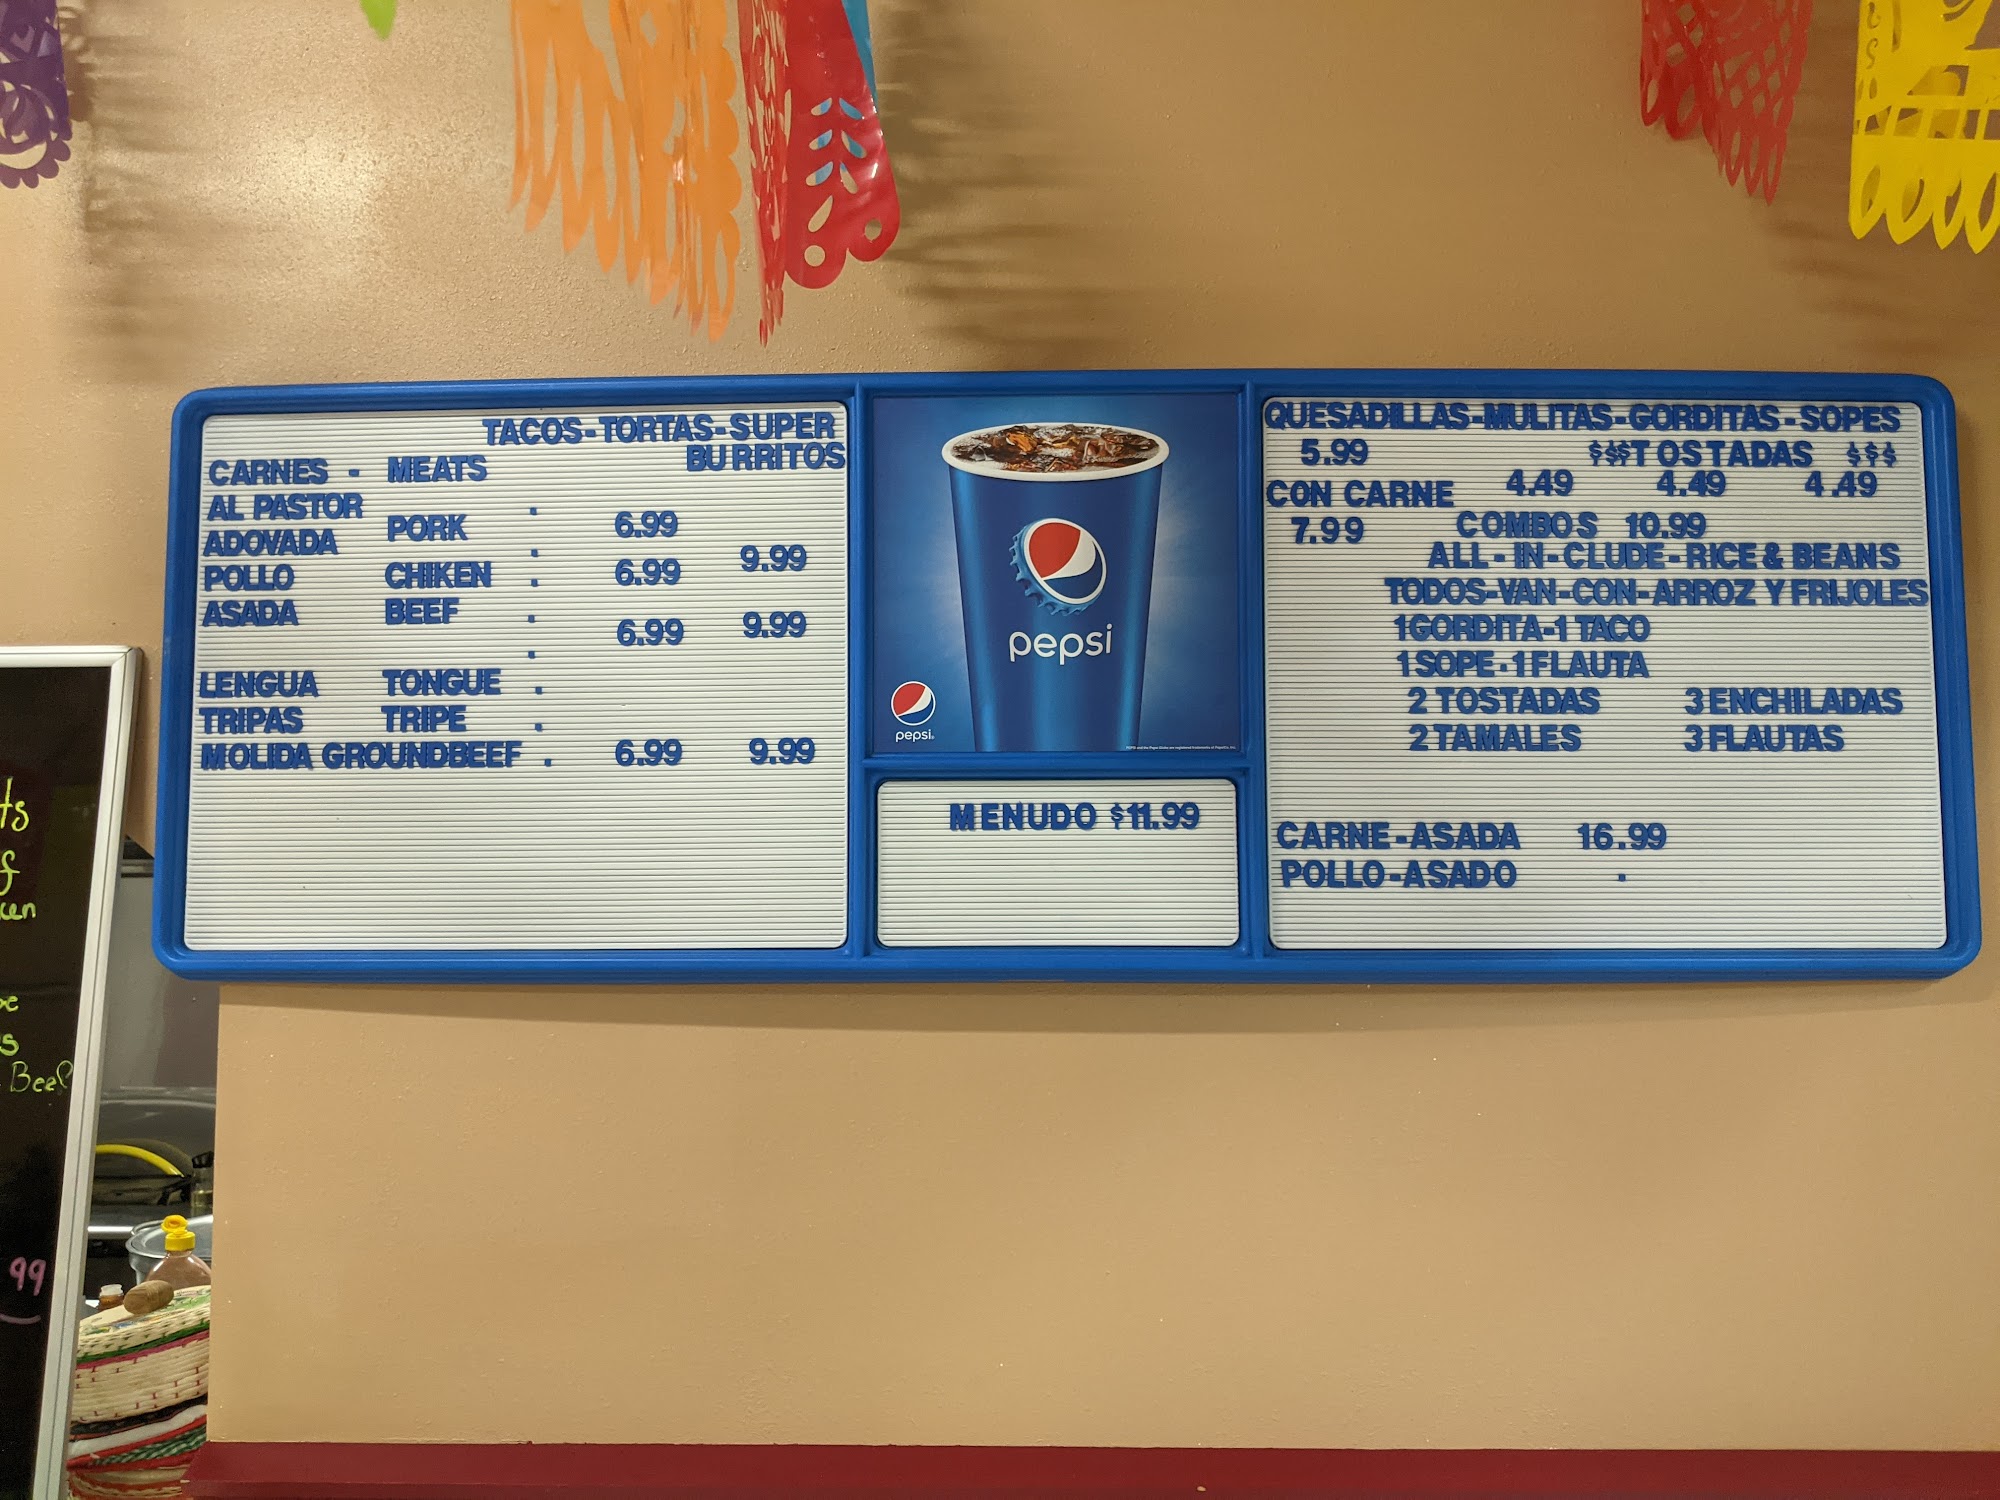 TACOS-TORTAS-SUPER
BURRITOS
CARNES - MEATS
AL PASTOR .
ADOVADA PORK . 6.99
POLLO CHIKEN . 6.99 9.99
ASADA BEEF .
. 6.99 9.99
LENGUA TONGUE .
TRIPAS TRIPE .
MOLIDA GROUNDBEEF . 6.99 9.99
pepsi
pepsi
MENUDO $11.99
QUESADILLAS-MULITAS-GORDITAS-SOPES
5.99 $$$TOSTADAS $$$
CON CARNE 4.49 4.49 4.49
7.99 COMBOS 10.99
ALL-IN-CLUDE-RICE & BEANS
TODOS-VAN-CON-ARROZ Y FRIJOLES
1GORDITA-1 TACO
1SOPE-1FLAUTA
2 TOSTADAS 3ENCHILADAS
2TAMALES 3FLAUTAS
CARNE-ASADA 16.99
POLLO-ASADO .
ts
f
ken
s
Beef
99